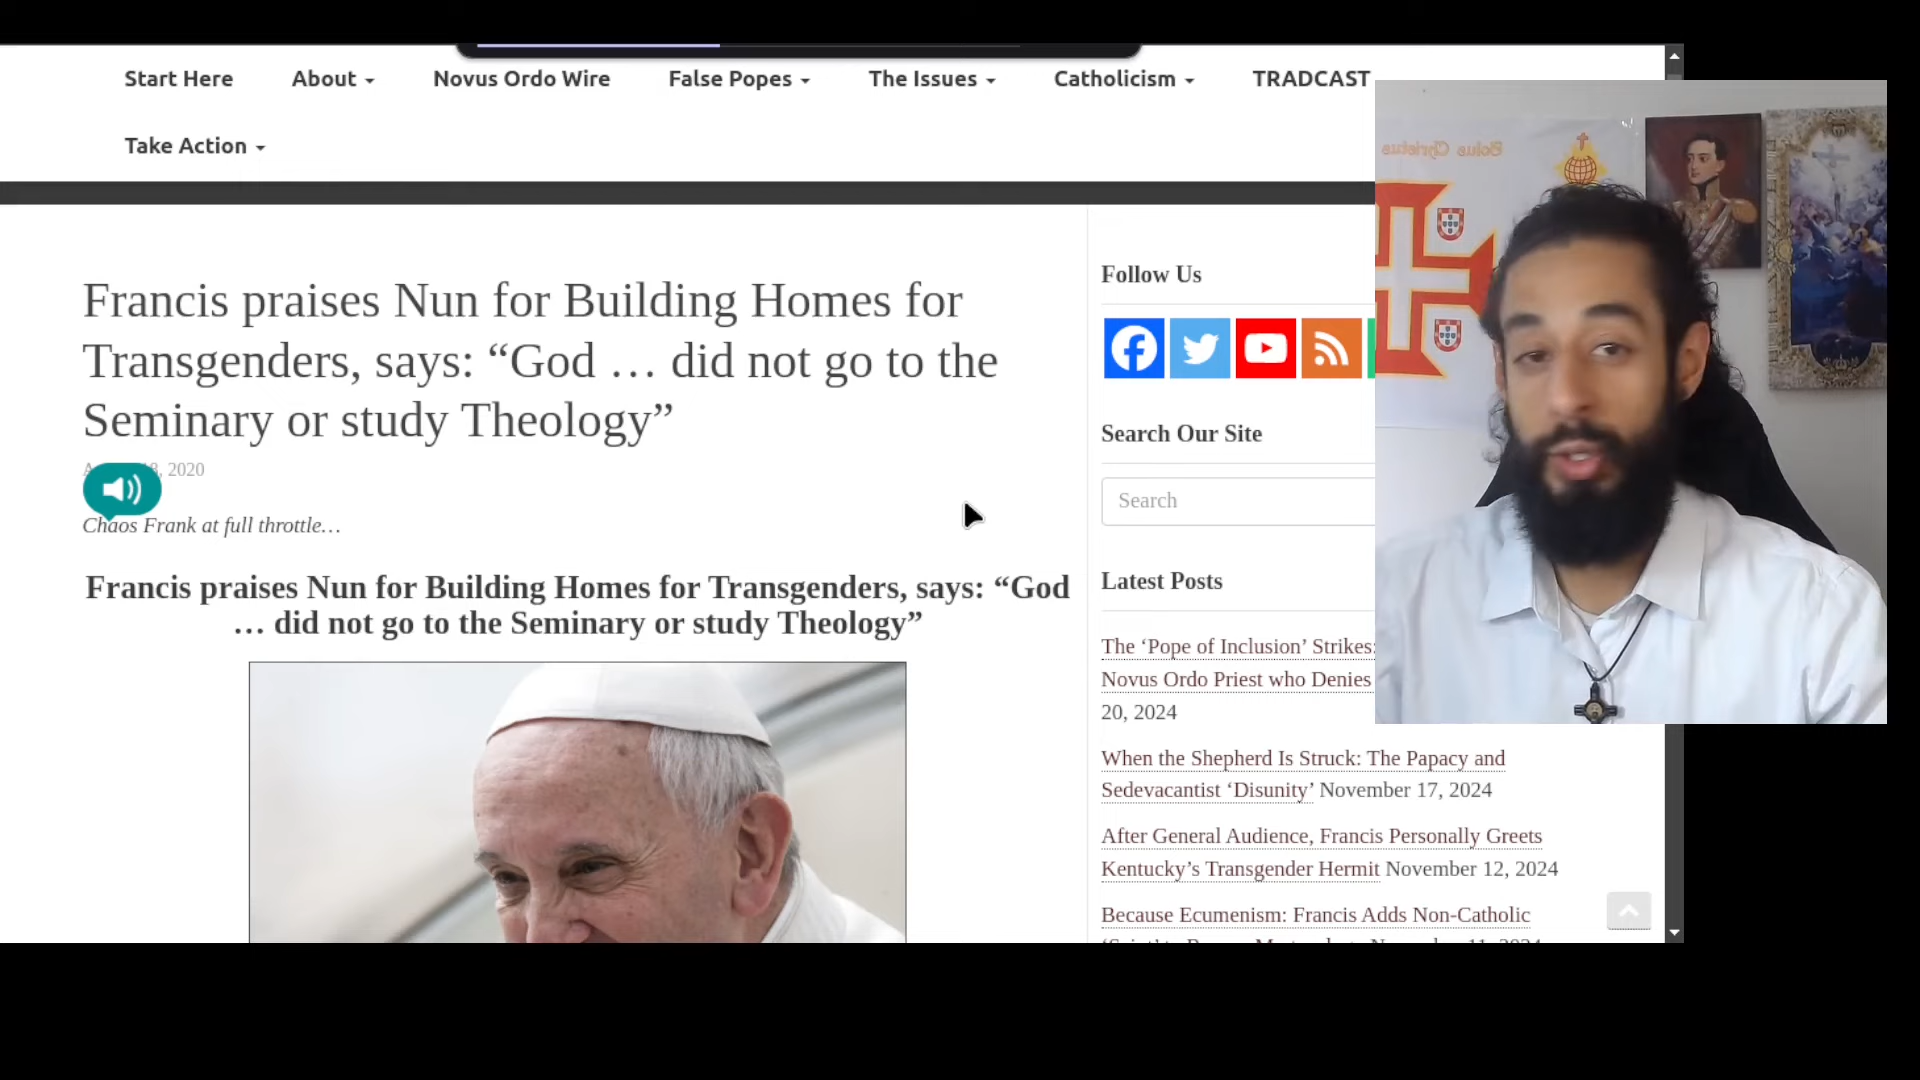 Start Here About Novus Ordo Wire False Popes The Issues Catholicism TRADCAST
Take Action
Francis praises Nun for Building Homes for
Transgenders, says: “God … did not go to the
Seminary or study Theology”
, 2020
Chaos Frank at full throttle…
Francis praises Nun for Building Homes for Transgenders, says: “God
… did not go to the Seminary or study Theology”
Follow Us
Search Our Site
Search
Latest Posts
The ‘Pope of Inclusion’ Strikes:
Novus Ordo Priest who Denies
20, 2024
When the Shepherd Is Struck: The Papacy and
Sedevacantist ‘Disunity’ November 17, 2024
After General Audience, Francis Personally Greets
Kentucky’s Transgender Hermit November 12, 2024
Because Ecumenism: Francis Adds Non-Catholic
Solus Christus